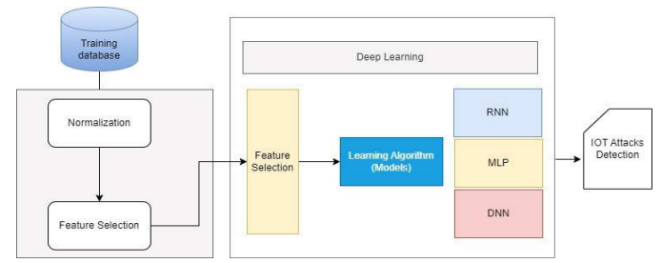 Training
database
Normalization
Feature Selection
Deep Learning
Feature
Selection
Learning Algorithm
(Models)
RNN
MLP
DNN
IOT Attacks
Detection